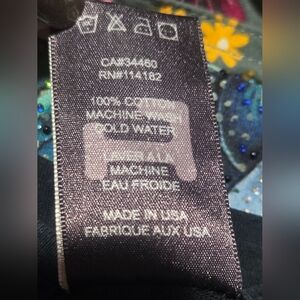 CA#34460
RN#114182
100% COTTON
MACHINE WASH
COLD WATER
MACHINE
EAU FROIDE
MADE IN USA
FABRIQUE AUX USA